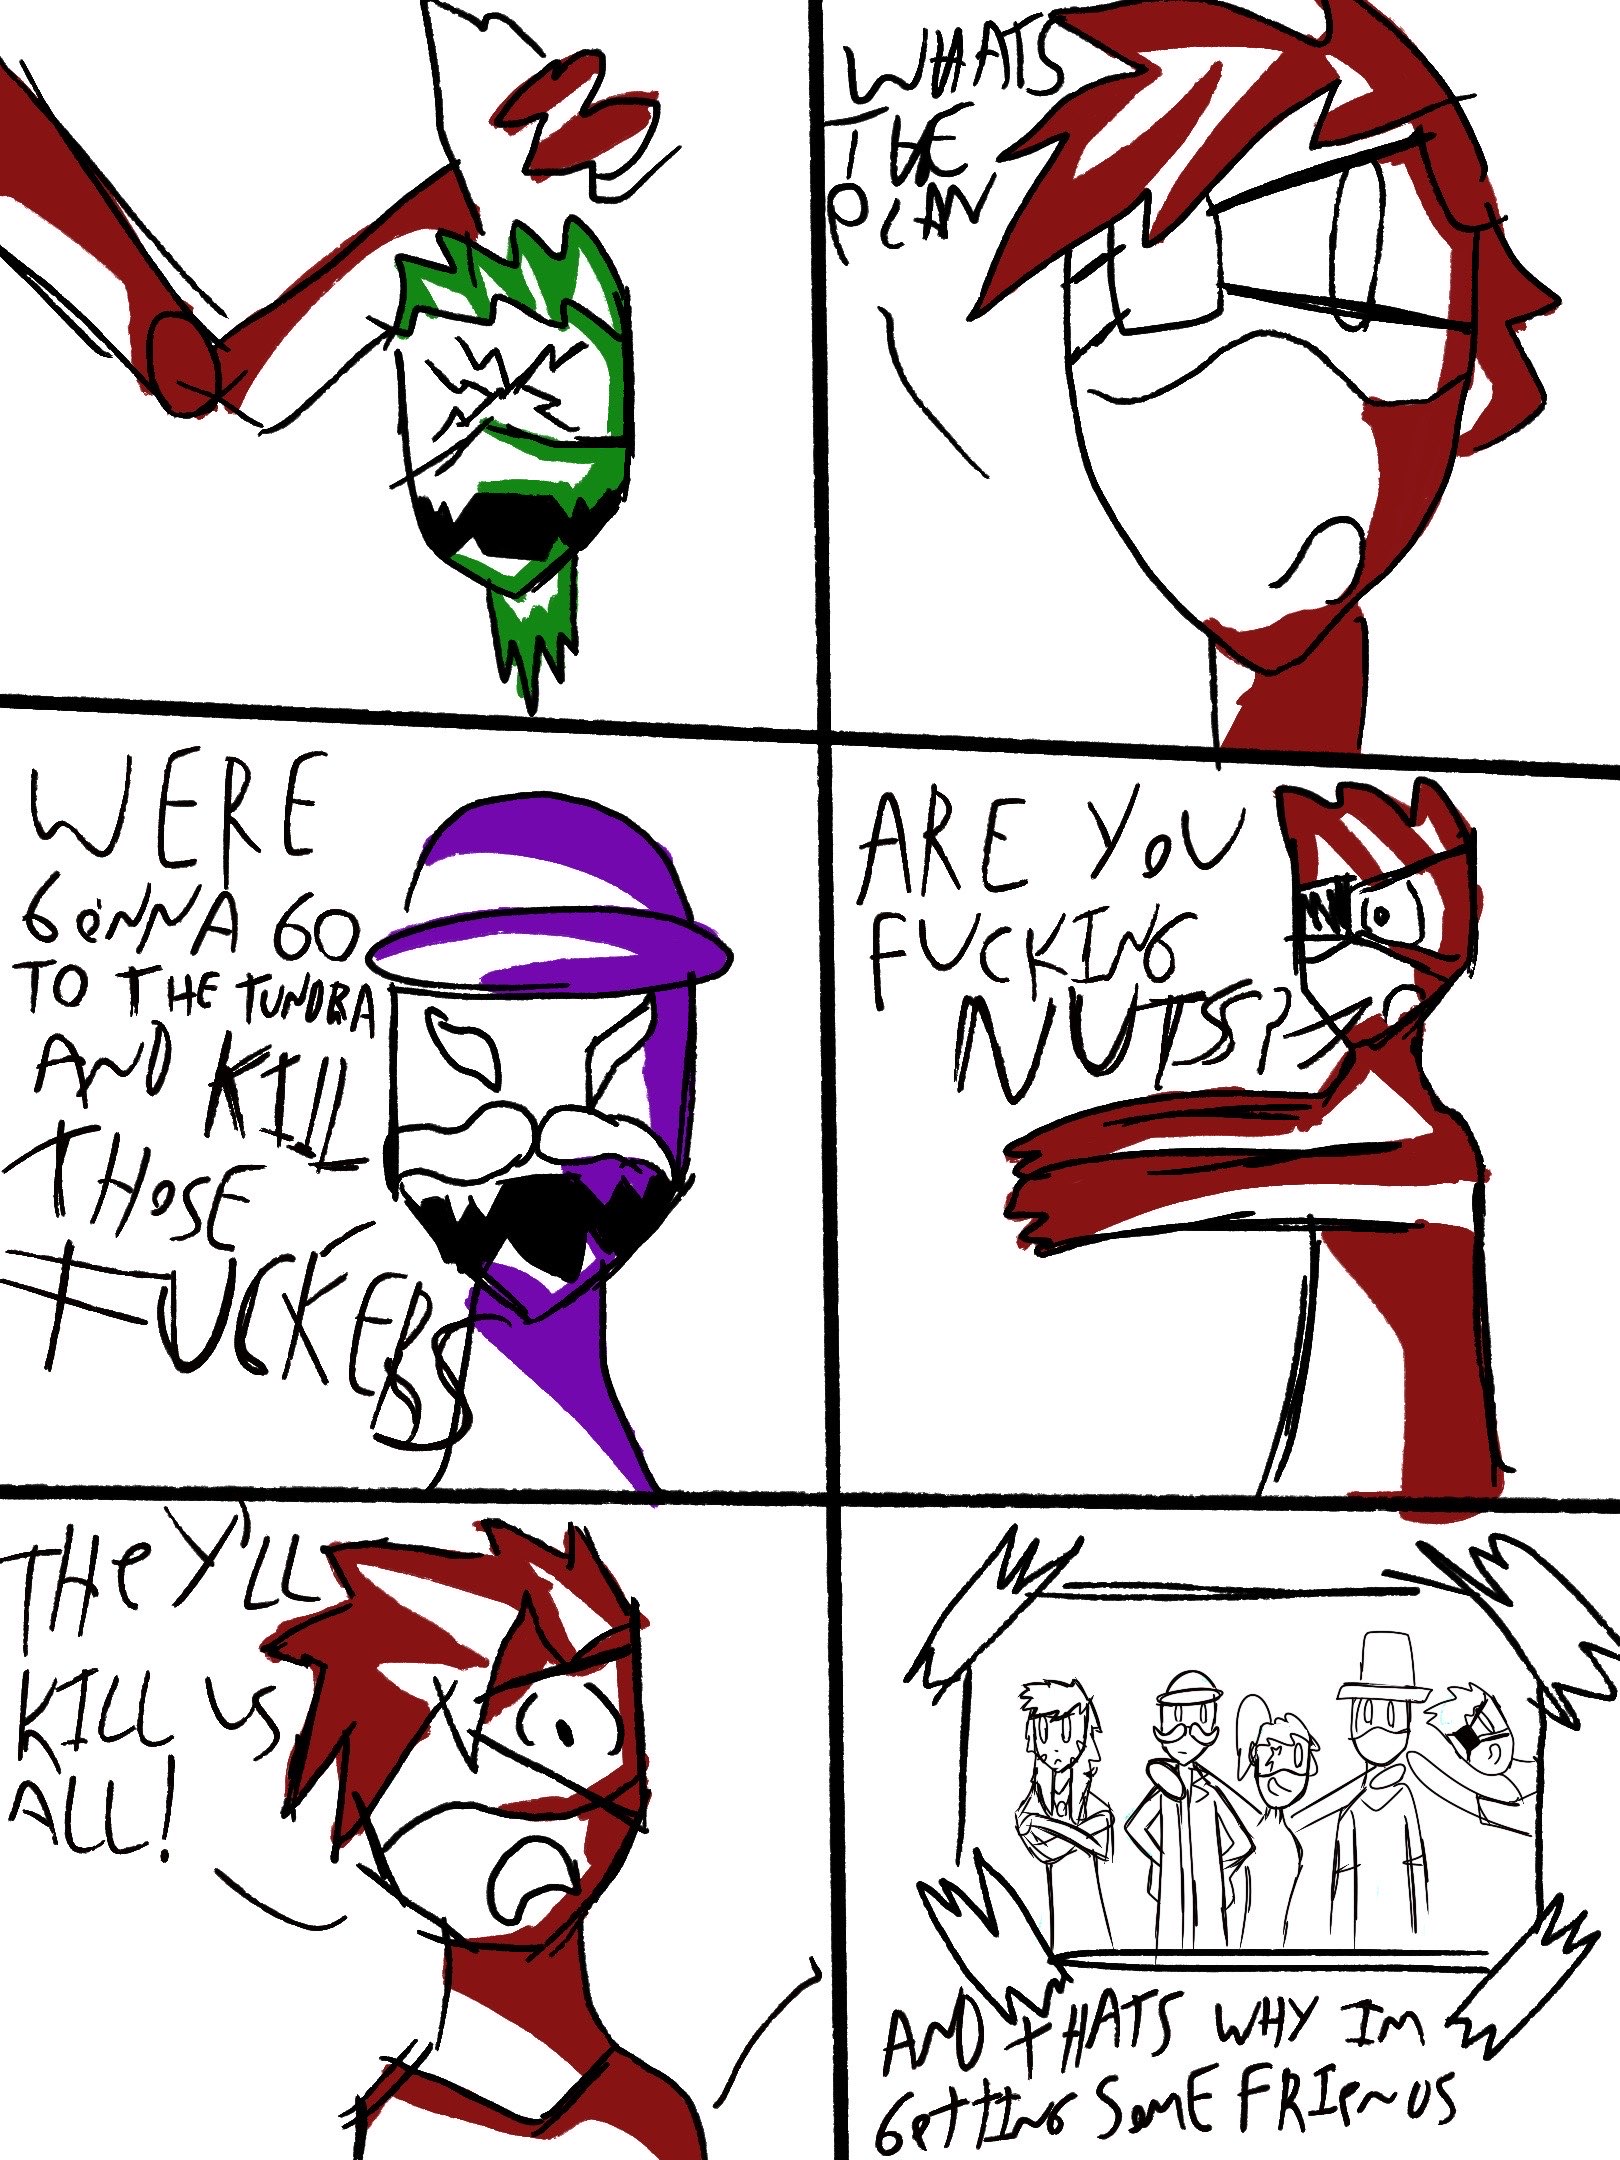 WHATS
THE
PLAN
WERE
GONNA GO
TO THE TUNDRA
AND KILL
THOSE
FUCKERS
ARE YOU
FUCKING
NUTS?
THEY'LL
KILL US
ALL!
AND THATS WHY IM
GETTING SOME FRIENDS